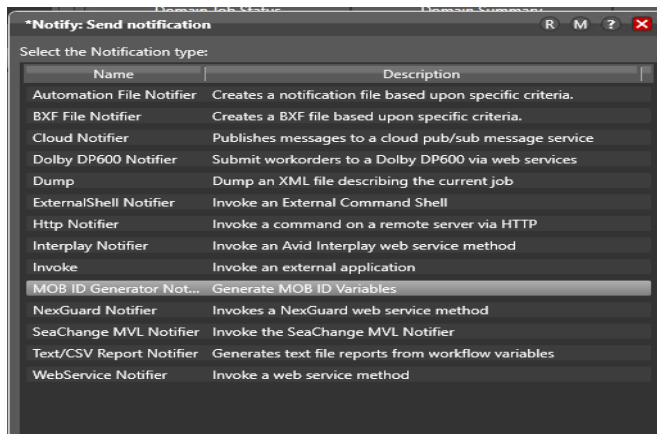 Domain Job Status Domain Summary
*Notify: Send notification R M ? X
Select the Notification type:
Name Description
Automation File Notifier Creates a notification file based upon specific criteria.
BXF File Notifier Creates a BXF file based upon specific criteria.
Cloud Notifier Publishes messages to a cloud pub/sub message service
Dolby DP600 Notifier Submit workorders to a Dolby DP600 via web services
Dump Dump an XML file describing the current job
ExternalShell Notifier Invoke an External Command Shell
Http Notifier Invoke a command on a remote server via HTTP
Interplay Notifier Invoke an Avid Interplay web service method
Invoke Invoke an external application
MOB ID Generator Not... Generate MOB ID Variables
NexGuard Notifier Invokes a NexGuard web service method
SeaChange MVL Notifier Invoke the SeaChange MVL Notifier
Text/CSV Report Notifier Generates text file reports from workflow variables
WebService Notifier Invoke a web service method